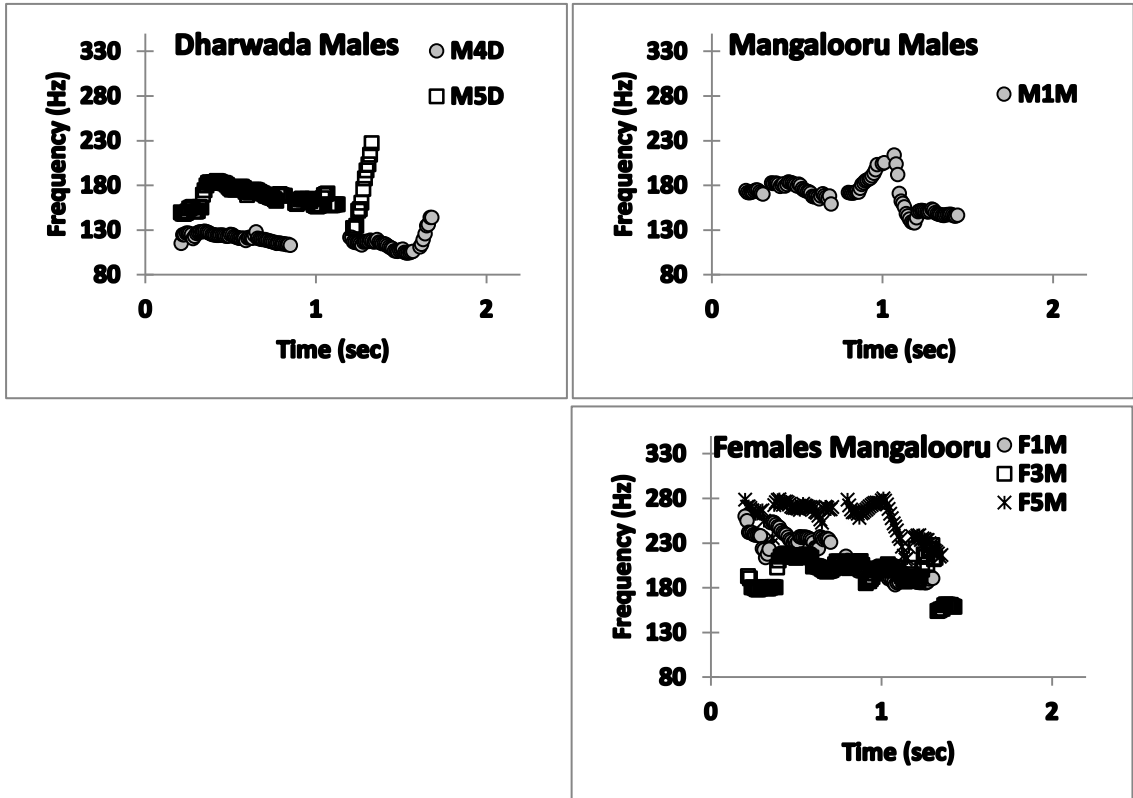 Dharwada Males
M4D
M5D
Frequency (Hz)
330
280
230
180
130
80
0 1 2
Time (sec)
Mangalooru Males
M1M
Frequency (Hz)
330
280
230
180
130
80
0 1 2
Time (sec)
Females Mangalooru
F1M
F3M
F5M
Frequency (Hz)
330
280
230
180
130
80
0 1 2
Time (sec)